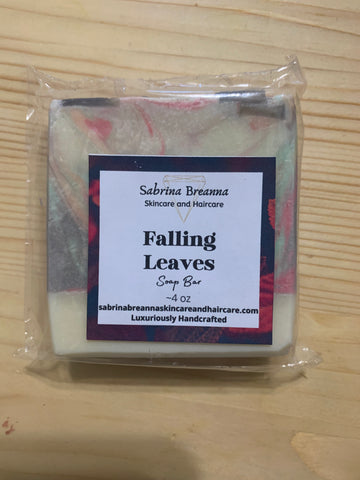 Sabrina Breanna
Skincare and Haircare
Falling
Leaves
Soap Bar
~4 oz
sabrinabreannaskincareandhaircare.com
Luxuriously Handcrafted